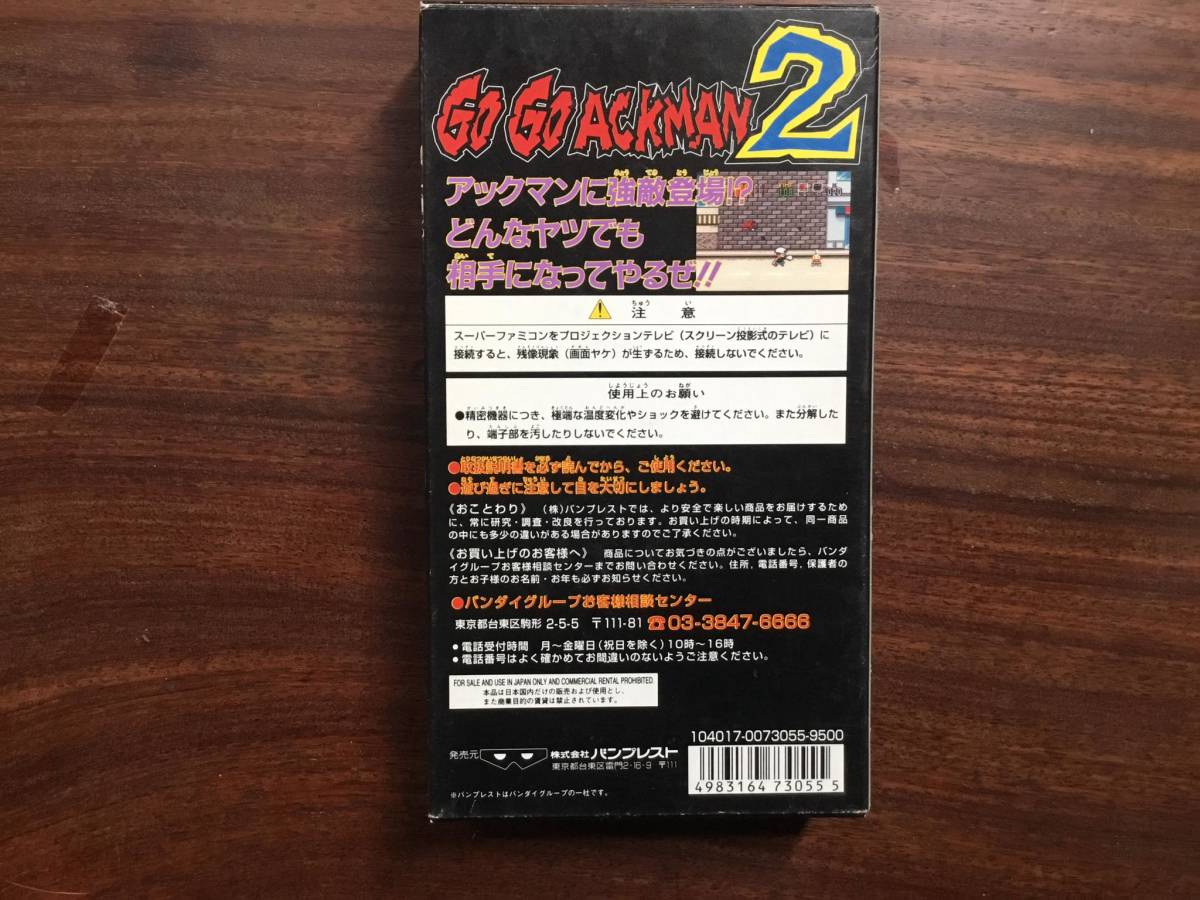 GO GO ACKMAN 2
アックマンに強敵登場!?
どんなヤツでも
相手になってやるぜ!!
注意
スーパーファミコンをプロジェクションテレビ(スクリーン投影式のテレビ)に
接続すると、残像現象(画面ヤケ)が生ずるため、接続しないでください。
使用上のお願い
●精密機器につき、極端な温度変化やショックを避けてください。また分解した
り、端子部を汚したりしないでください。
●取扱説明書を必ず読んでから、ご使用ください。
●遊び過ぎに注意して目を大切にしましょう。
《おことわり》 (株)バンプレストでは、より安全で楽しい商品をお届けするため
に、常に研究・調査・改良を行っております。お買い上げの時期によって、同一商品
の中にも多少の違いがある場合がありますのでご了承ください。
《お買い上げのお客様へ》 商品についてお気づきの点がございましたら、バンダ
イグループお客様相談センターまでお問い合わせください。住所,電話番号,保護者の
方とお子様のお名前・お年も必ずお知らせください。
●バンダイグループお客様相談センター
東京都台東区駒形 2-5-5 〒111-81 ☎03-3847-6666
●電話受付時間 月〜金曜日(祝日を除く)10時〜16時
●電話番号はよく確かめてお間違いのないようご注意ください。
FOR SALE AND USE IN JAPAN ONLY AND COMMERCIAL RENTAL PROHIBITED.
本品は日本国内だけの販売および使用とし、
また商業目的の賃貸は禁止されています。
104017-0073055-9500
発売元 株式会社 バンプレスト
東京都台東区雷門2-16-9 〒111
4983164 730555
※バンプレストはバンダイグループの一社です。